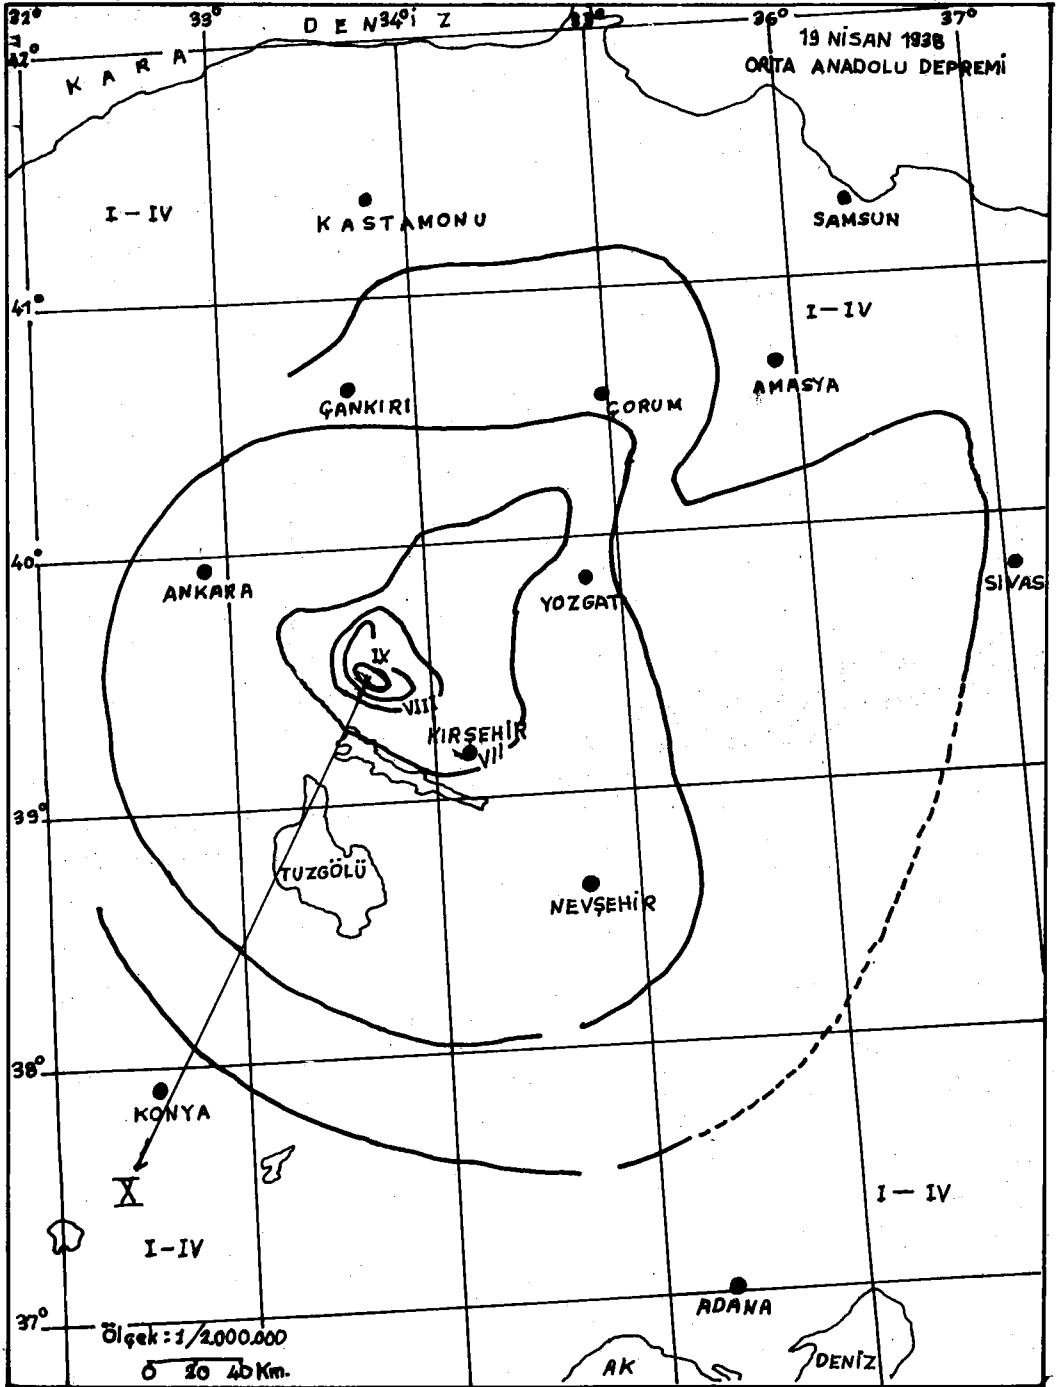 32° 33° 34° 35° 36° 37°
KARA DENİZ
19 NİSAN 1938
ORTA ANADOLU DEPREMİ
42°
I-IV
KASTAMONU
SAMSUN
41°
I-IV
AMASYA
ÇANKIRI
ÇORUM
40°
ANKARA
YOZGAT
SİVAS
IX
VIII
KIRŞEHİR
VII
39°
TUZGÖLÜ
NEVŞEHİR
38°
KONYA
X
I-IV
I-IV
ADANA
37°
Ölçek: 1/2.000.000
0 20 40 Km.
AK DENİZ